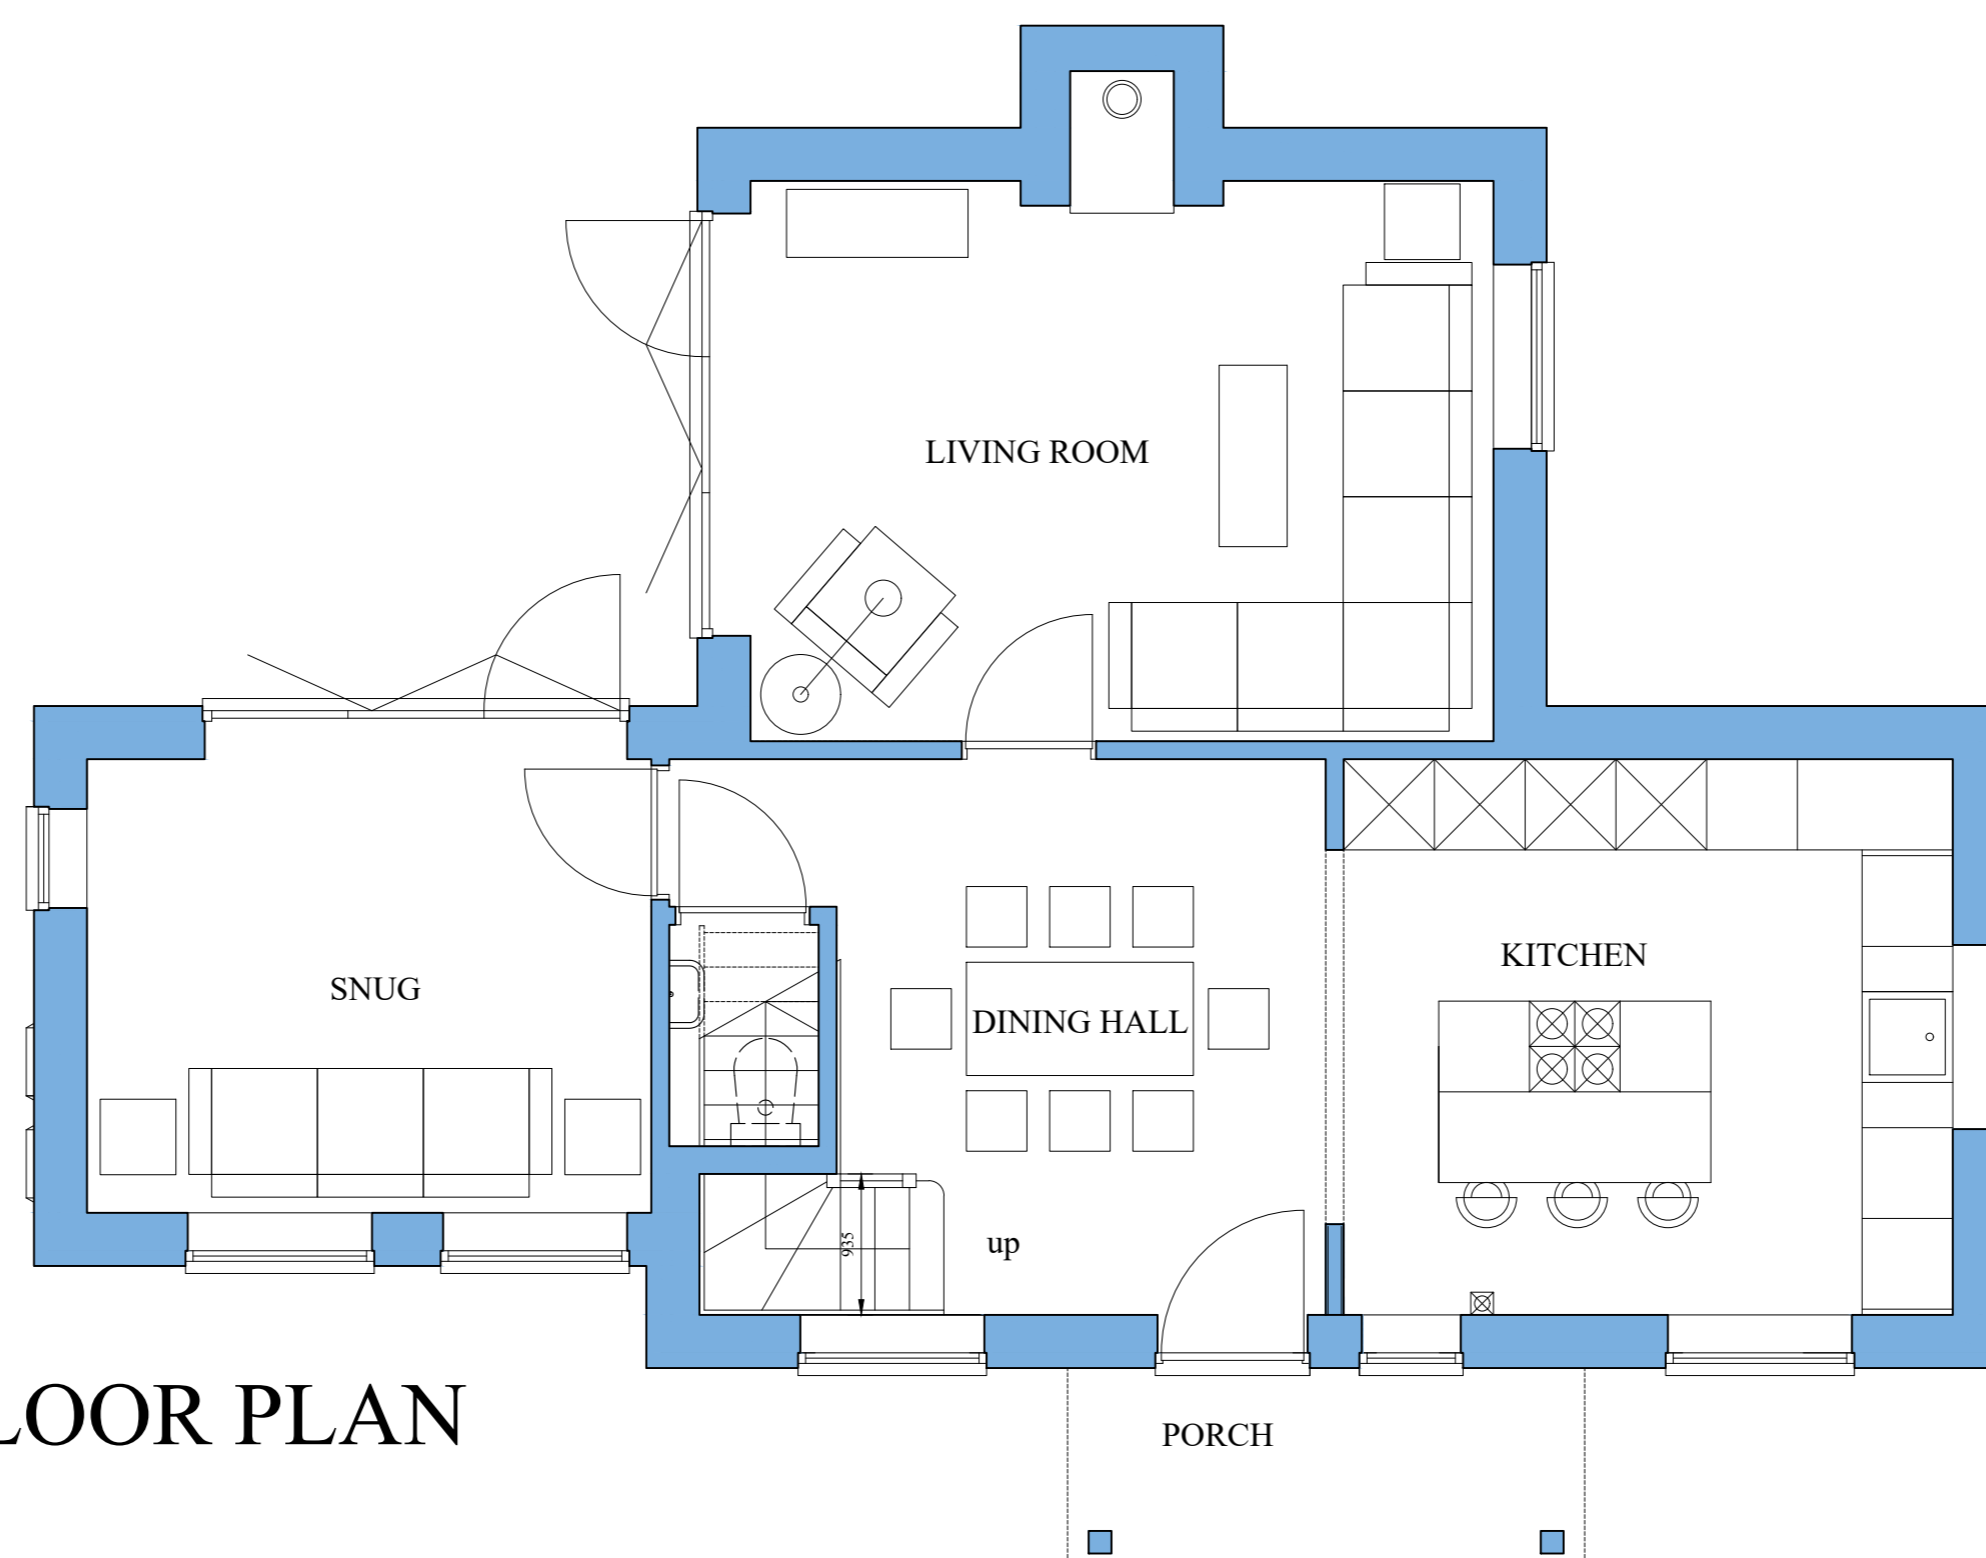 LIVING ROOM
KITCHEN
SNUG
DINING HALL
935
up
LOOR PLAN
PORCH